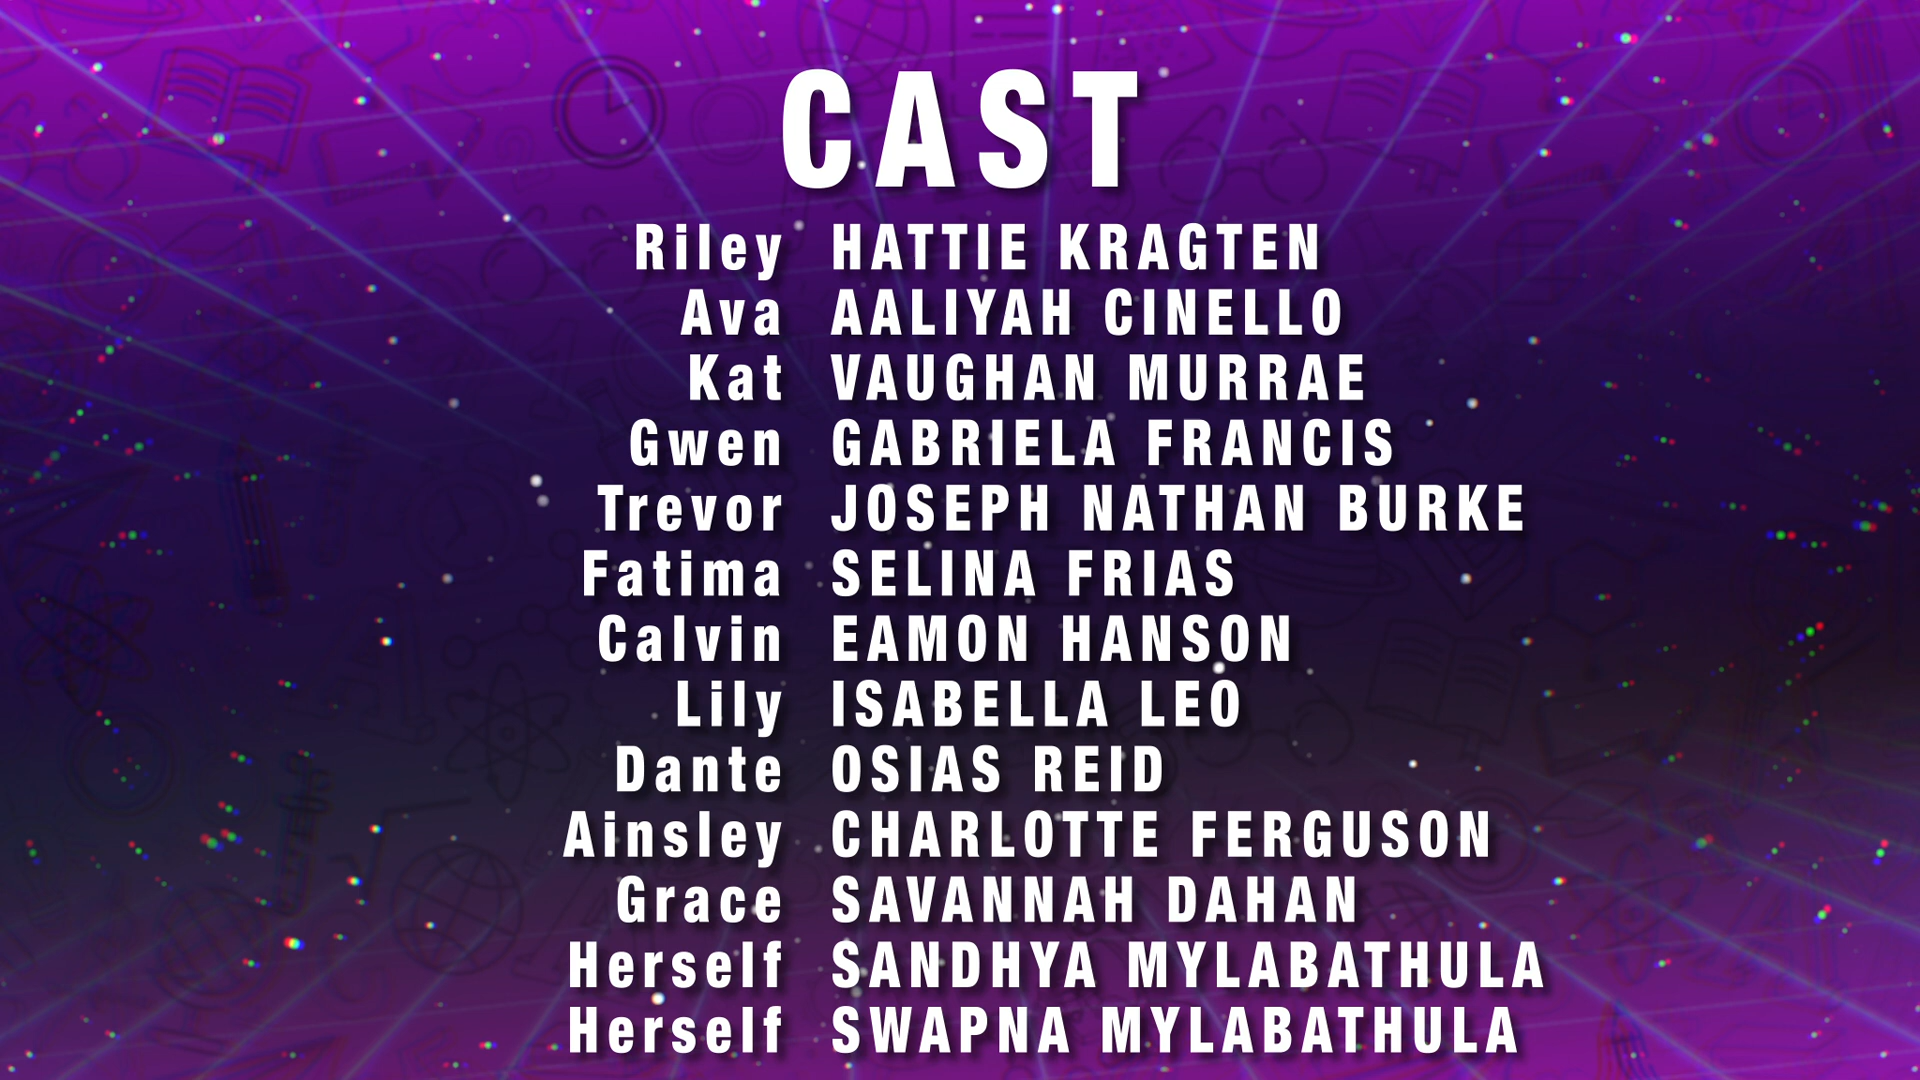 CAST
Riley HATTIE KRAGTEN
Ava AALIYAH CINELLO
Kat VAUGHAN MURRAE
Gwen GABRIELA FRANCIS
Trevor JOSEPH NATHAN BURKE
Fatima SELINA FRIAS
Calvin EAMON HANSON
Lily ISABELLA LEO
Dante OSIAS REID
Ainsley CHARLOTTE FERGUSON
Grace SAVANNAH DAHAN
Herself SANDHYA MYLABATHULA
Herself SWAPNA MYLABATHULA